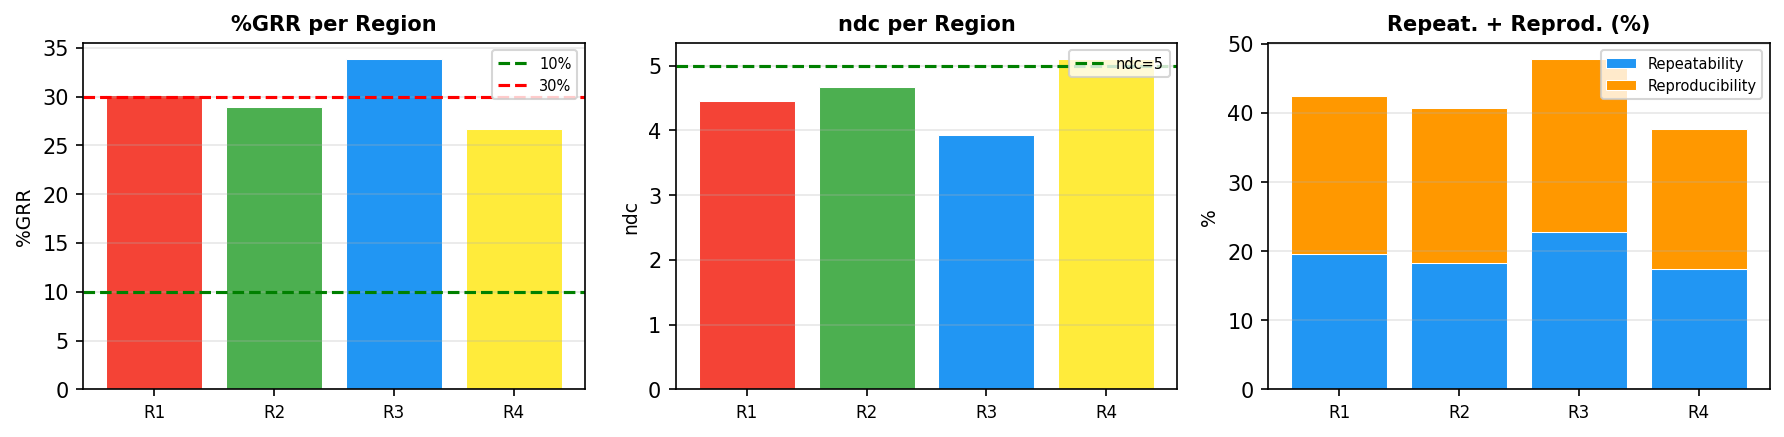 %GRR per Region
%GRR
35
30
25
20
15
10
5
0
R1 R2 R3 R4
10%
30%
ndc per Region
ndc
5
4
3
2
1
0
R1 R2 R3 R4
ndc=5
Repeat. + Reprod. (%)
%
50
40
30
20
10
0
R1 R2 R3 R4
Repeatability
Reproducibility